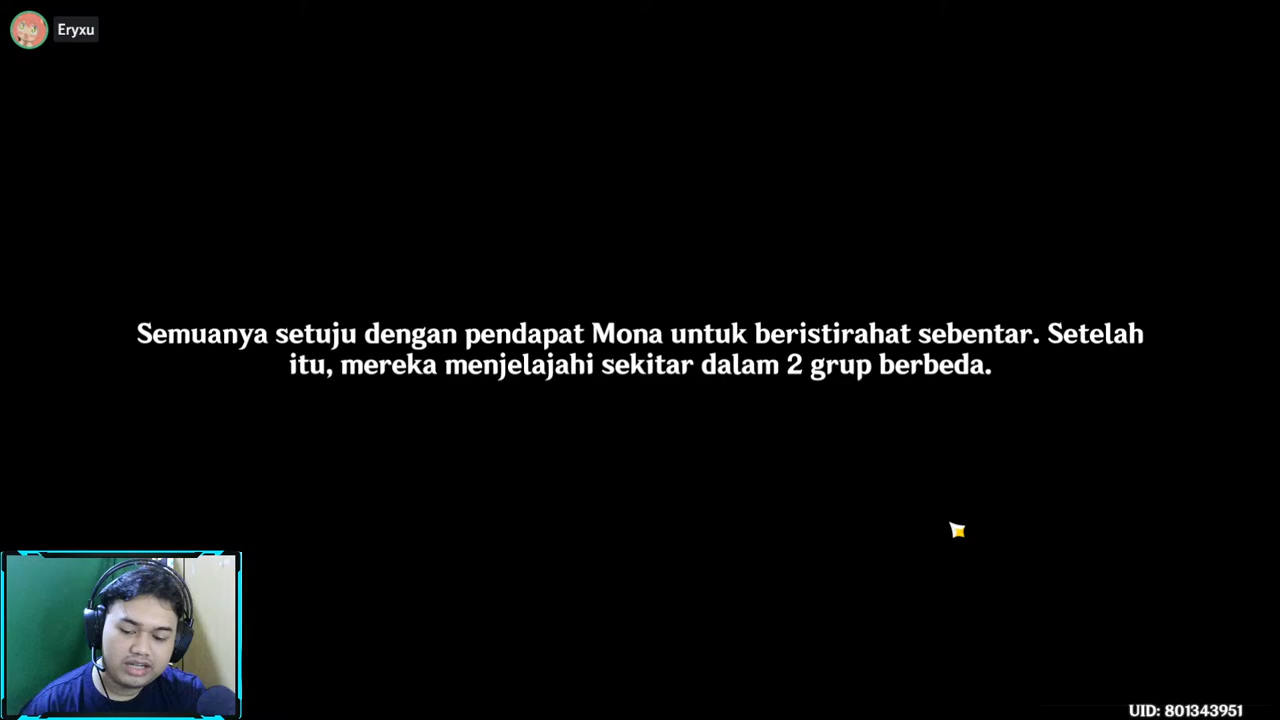 Eryxu
Semuanya setuju dengan pendapat Mona untuk beristirahat sebentar. Setelah
itu, mereka menjelajahi sekitar dalam 2 grup berbeda.
UID: 801343951